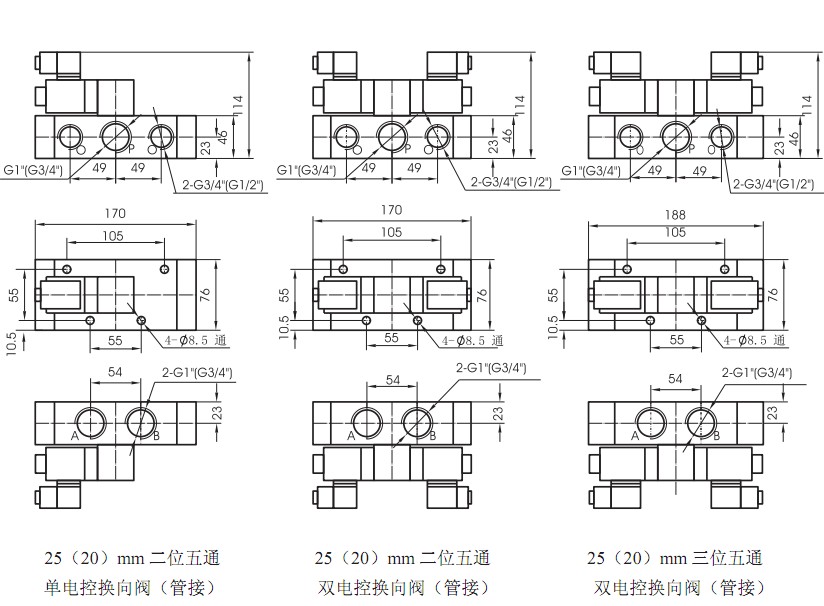 114
46
23
O
P
O
49
49
G1"(G3/4")
2-G3/4"(G1/2")
114
46
23
O
P
O
49
49
G1"(G3/4")
2-G3/4"(G1/2")
114
46
23
O
P
O
49
49
G1"(G3/4")
2-G3/4"(G1/2")
170
105
55
76
10.5
55
4-ϕ8.5 通
170
105
55
76
10.5
55
4-ϕ8.5 通
188
105
55
76
10.5
55
4-ϕ8.5 通
54
2-G1"(G3/4")
23
A
B
54
2-G1"(G3/4")
23
A
B
54
2-G1"(G3/4")
23
A
B
25（20）mm 二位五通
单电控换向阀（管接）
25（20）mm 二位五通
双电控换向阀（管接）
25（20）mm 三位五通
双电控换向阀（管接）